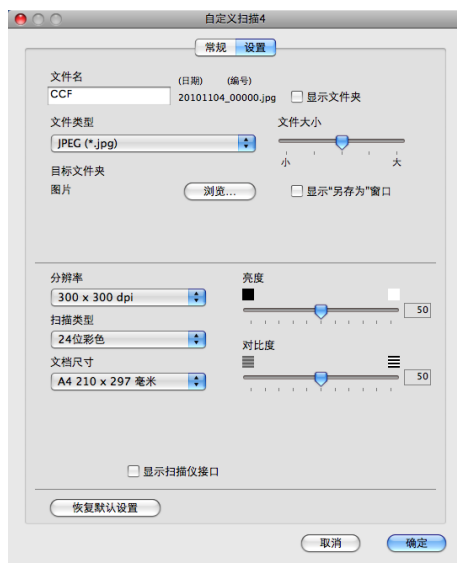 自定义扫描4
常规 设置
文件名 (日期) (编号)
CCF 20101104_00000.jpg 显示文件夹
文件类型 文件大小
JPEG (*.jpg)
小 大
目标文件夹
图片 浏览... 显示“另存为”窗口
分辨率 亮度
300 x 300 dpi 50
扫描类型
24位彩色 对比度
文档尺寸
A4 210 x 297 毫米 50
显示扫描仪接口
恢复默认设置
取消 确定